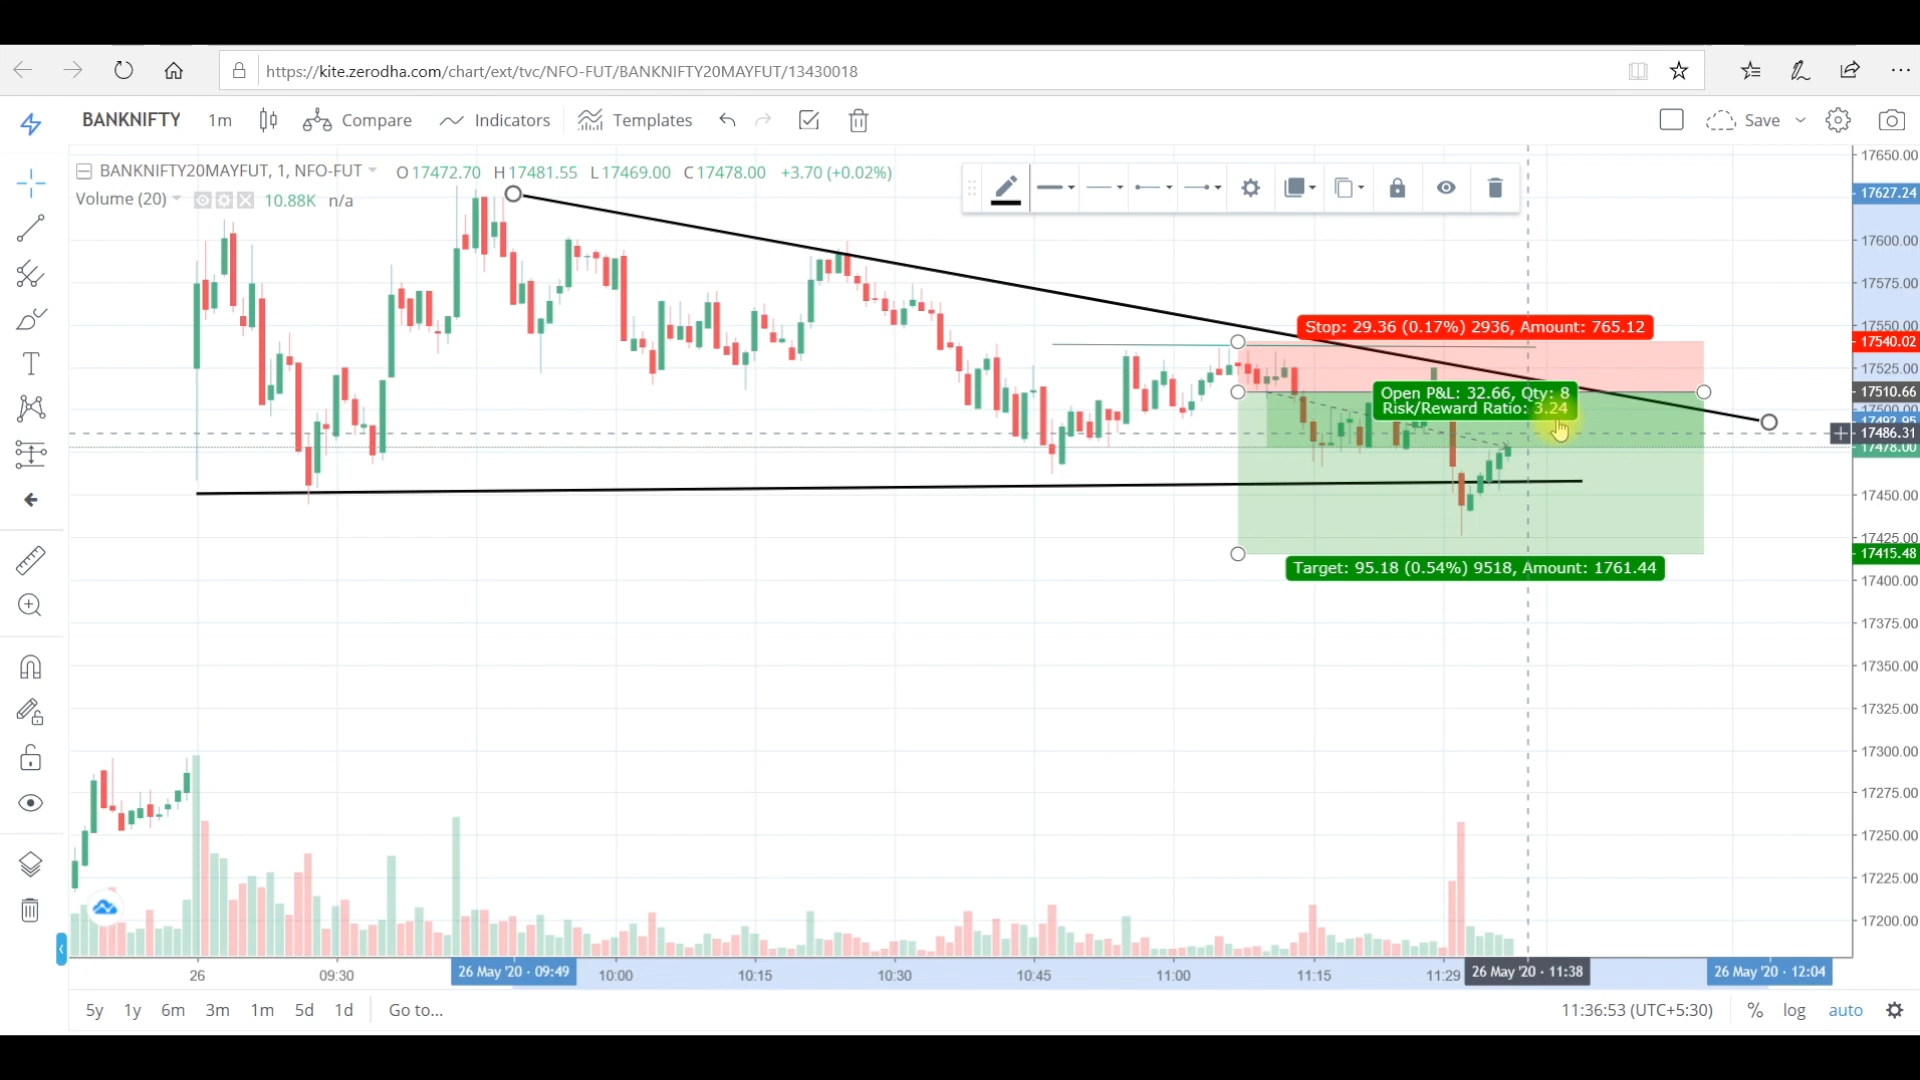 https://kite.zerodha.com/chart/ext/tvc/NFO-FUT/BANKNIFTY20MAYFUT/13430018
BANKNIFTY 1m Compare Indicators Templates Save
BANKNIFTY20MAYFUT, 1, NFO-FUT O17472.70 H17481.55 L17469.00 C17478.00 +3.70 (+0.02%)
Volume (20) 10.88K n/a
17650.00
17627.24
17600.00
17575.00
17550.00
Stop: 29.36 (0.17%) 2936, Amount: 765.12
17540.02
17525.00
Open P&L: 32.66, Qty: 8
17510.66
Risk/Reward Ratio: 3.24
17500.00
17492.95
17486.31
17478.00
17450.00
17425.00
17415.48
Target: 95.18 (0.54%) 9518, Amount: 1761.44
17400.00
17375.00
17350.00
17325.00
17300.00
17275.00
17250.00
17225.00
17200.00
26 09:30 26 May '20 - 09:49 10:00 10:15 10:30 10:45 11:00 11:15 11:29 26 May '20 - 11:38 26 May '20 - 12:04
5y 1y 6m 3m 1m 5d 1d Go to... 11:36:53 (UTC+5:30) % log auto